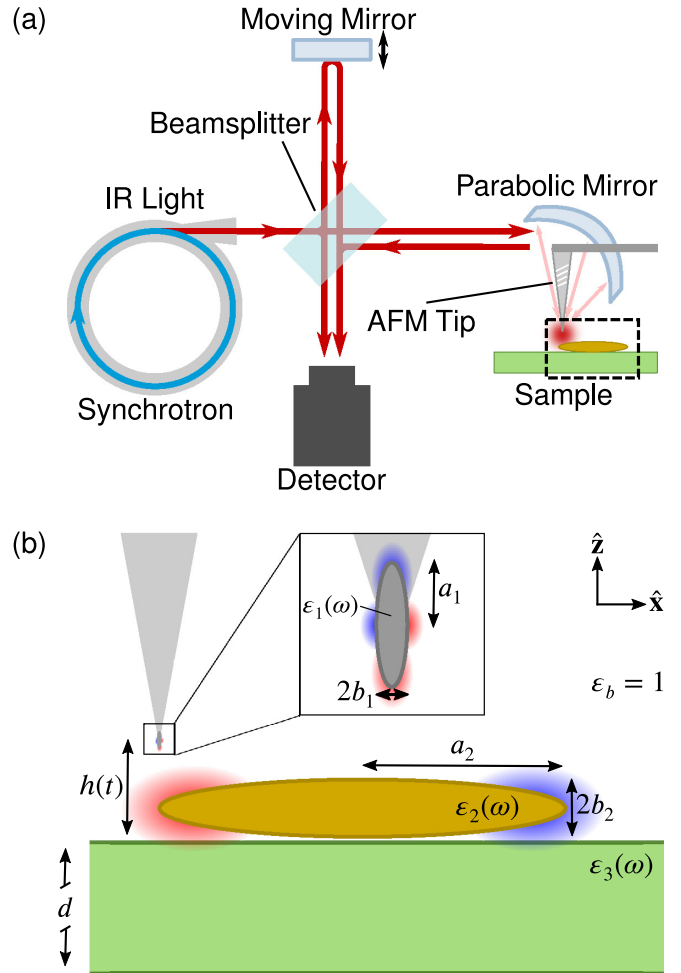 (a)
Moving Mirror
Beamsplitter
IR Light
Parabolic Mirror
AFM Tip
Synchrotron
Sample
Detector
(b)
ε₁(ω)
a₁
2b₁
ẑ
x̂
ε_b = 1
h(t)
a₂
ε₂(ω)
2b₂
ε₃(ω)
d